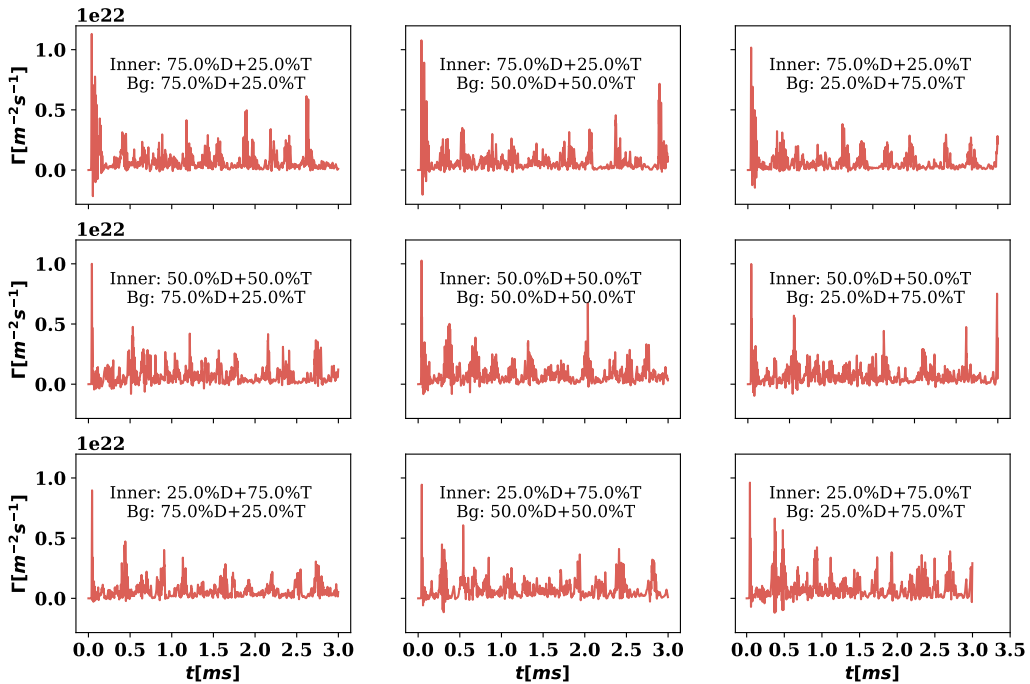 1e22
Γ[m⁻²s⁻¹]
1.0
0.5
0.0
Inner: 75.0%D+25.0%T
Bg: 75.0%D+25.0%T
Inner: 75.0%D+25.0%T
Bg: 50.0%D+50.0%T
Inner: 75.0%D+25.0%T
Bg: 25.0%D+75.0%T
1e22
Γ[m⁻²s⁻¹]
1.0
0.5
0.0
Inner: 50.0%D+50.0%T
Bg: 75.0%D+25.0%T
Inner: 50.0%D+50.0%T
Bg: 50.0%D+50.0%T
Inner: 50.0%D+50.0%T
Bg: 25.0%D+75.0%T
1e22
Γ[m⁻²s⁻¹]
1.0
0.5
0.0
Inner: 25.0%D+75.0%T
Bg: 75.0%D+25.0%T
Inner: 25.0%D+75.0%T
Bg: 50.0%D+50.0%T
Inner: 25.0%D+75.0%T
Bg: 25.0%D+75.0%T
0.0 0.5 1.0 1.5 2.0 2.5 3.0
t[ms]
0.0 0.5 1.0 1.5 2.0 2.5 3.0
t[ms]
0.0 0.5 1.0 1.5 2.0 2.5 3.0 3.5
t[ms]